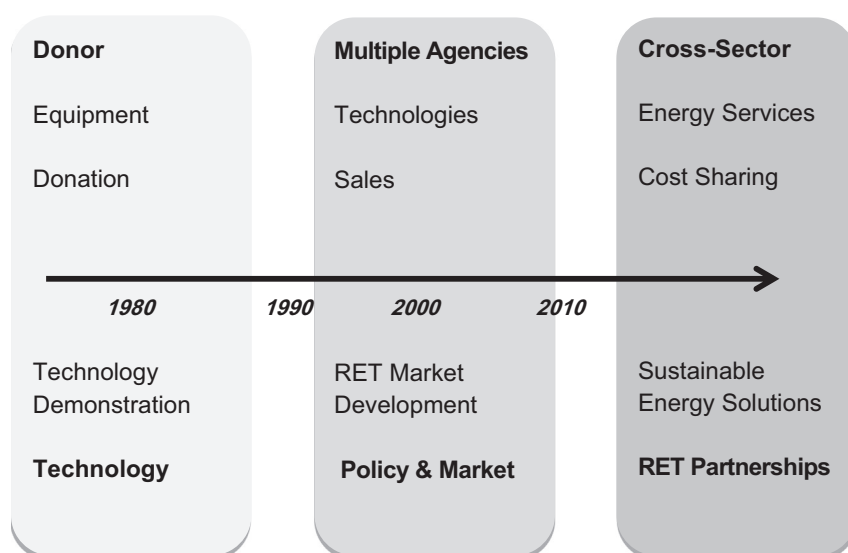 Donor
Equipment
Donation
Multiple Agencies
Technologies
Sales
Cross-Sector
Energy Services
Cost Sharing
1980
1990
2000
2010
Technology
Demonstration
Technology
RET Market
Development
Policy & Market
Sustainable
Energy Solutions
RET Partnerships